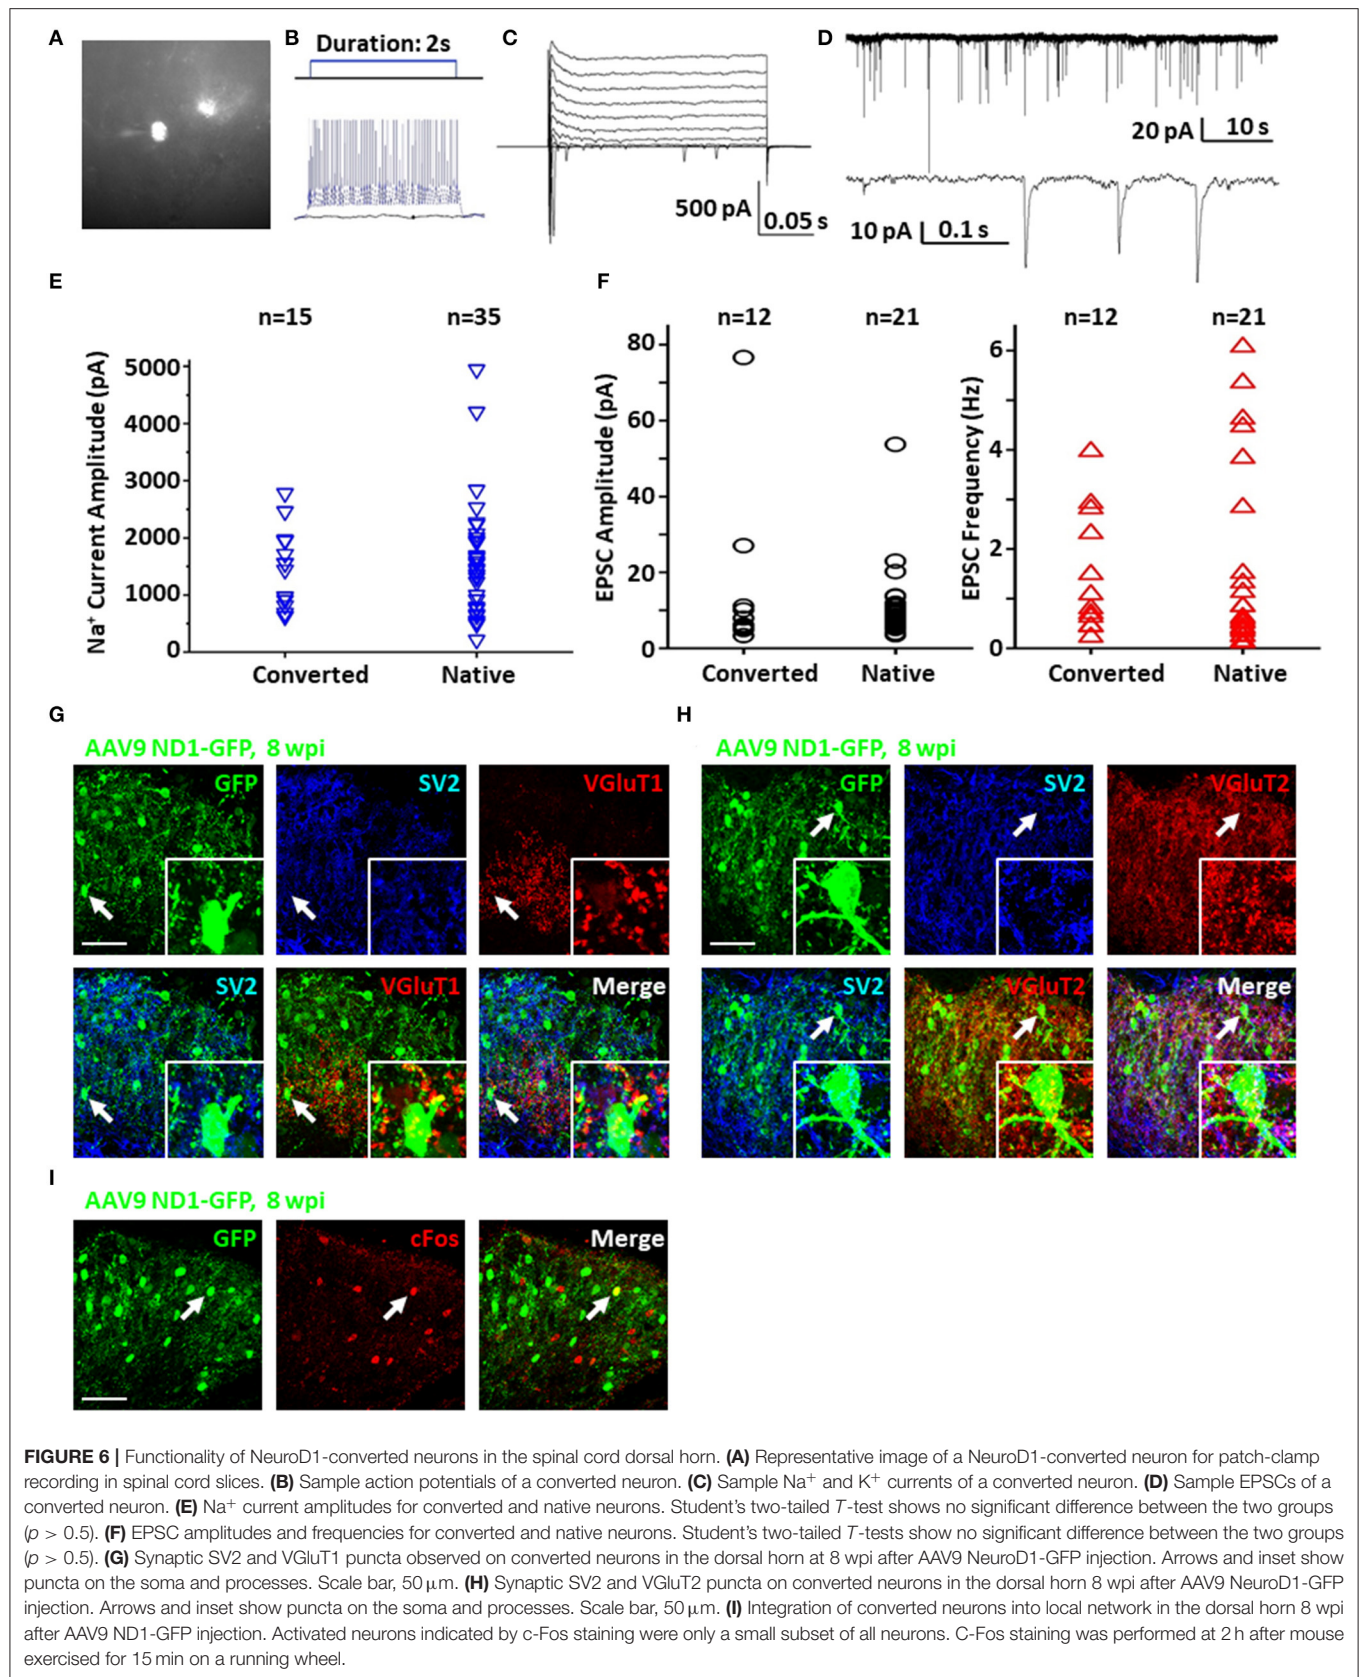 A
B
Duration: 2s
C
500 pA
0.05 s
D
20 pA
10 s
10 pA
0.1 s
E
n=15
n=35
Na⁺ Current Amplitude (pA)
5000
4000
3000
2000
1000
0
Converted
Native
F
n=12
n=21
EPSC Amplitude (pA)
80
60
40
20
0
Converted
Native
n=12
n=21
EPSC Frequency (Hz)
6
4
2
0
Converted
Native
G
AAV9 ND1-GFP, 8 wpi
GFP
SV2
VGluT1
SV2
VGluT1
Merge
H
AAV9 ND1-GFP, 8 wpi
GFP
SV2
VGluT2
SV2
VGluT2
Merge
I
AAV9 ND1-GFP, 8 wpi
GFP
cFos
Merge
FIGURE 6 | Functionality of NeuroD1-converted neurons in the spinal cord dorsal horn. (A) Representative image of a NeuroD1-converted neuron for patch-clamp
recording in spinal cord slices. (B) Sample action potentials of a converted neuron. (C) Sample Na⁺ and K⁺ currents of a converted neuron. (D) Sample EPSCs of a
converted neuron. (E) Na⁺ current amplitudes for converted and native neurons. Student's two-tailed T-test shows no significant difference between the two groups
(p > 0.5). (F) EPSC amplitudes and frequencies for converted and native neurons. Student's two-tailed T-tests show no significant difference between the two groups
(p > 0.5). (G) Synaptic SV2 and VGluT1 puncta observed on converted neurons in the dorsal horn at 8 wpi after AAV9 NeuroD1-GFP injection. Arrows and inset show
puncta on the soma and processes. Scale bar, 50 μm. (H) Synaptic SV2 and VGluT2 puncta on converted neurons in the dorsal horn 8 wpi after AAV9 NeuroD1-GFP
injection. Arrows and inset show puncta on the soma and processes. Scale bar, 50 μm. (I) Integration of converted neurons into local network in the dorsal horn 8 wpi
after AAV9 ND1-GFP injection. Activated neurons indicated by c-Fos staining were only a small subset of all neurons. C-Fos staining was performed at 2 h after mouse
exercised for 15 min on a running wheel.